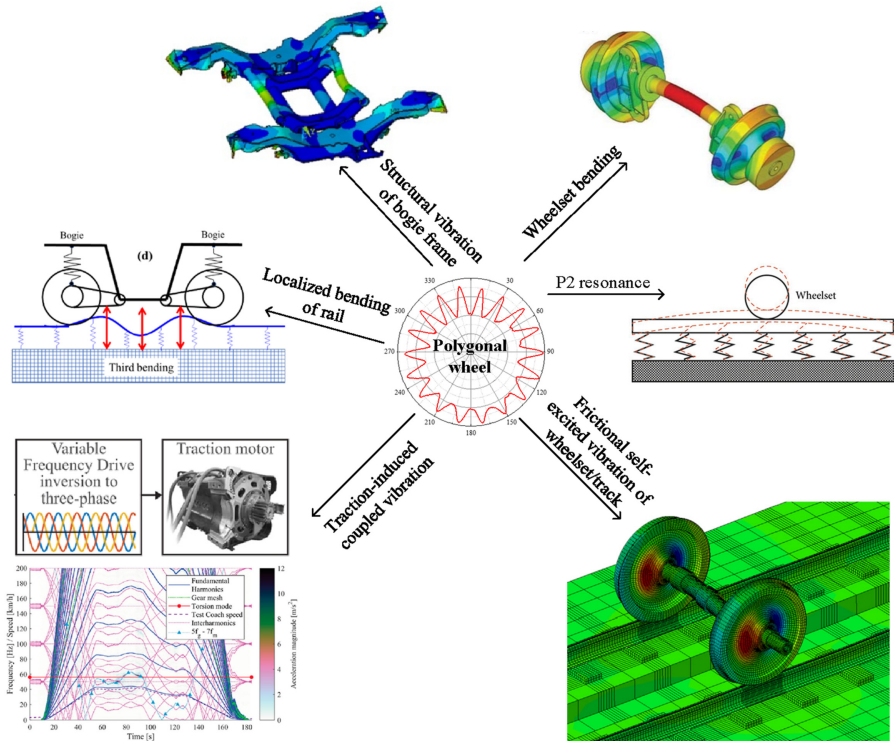 Structural vibration
of bogie frame
Wheelset bending
Bogie
Bogie
(d)
Third bending
Localized bending
of rail
P2 resonance
Wheelset
330
30
300
60
270
90
240
120
210
150
180
Polygonal
wheel
Frictional self-
excited vibration of
wheelset/track
Traction-induced
coupled vibration
Variable
Frequency Drive
inversion to
three-phase
Traction motor
Fundamental
Harmonics
Gear mesh
Torsion mode
Test Coach speed
Interharmonics
5f_g - 7f_m
Frequency [Hz] / Speed [km/h]
200
180
160
140
120
100
80
60
40
20
0
0 20 40 60 80 100 120 140 160 180
Time [s]
12
10
8
6
4
2
0
Acceleration magnitude [m/s²]